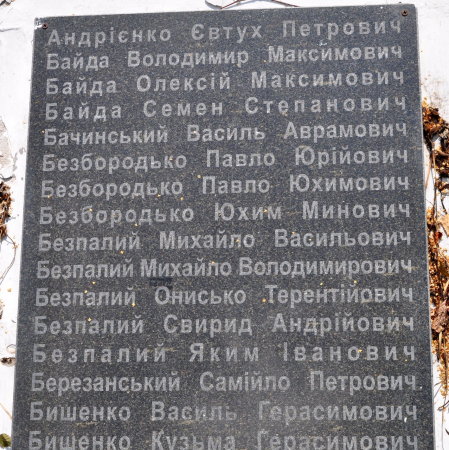 Андрієнко Євтух Петрович
Байда Володимир Максимович
Байда Олексій Максимович
Байда Семен Степанович
Бачинський Василь Аврамович
Безбородько Павло Юрійович
Безбородько Павло Юхимович
Безбородько Юхим Минович
Безпалий Михайло Васильович
Безпалий Михайло Володимирович
Безпалий Онисько Терентійович
Безпалий Свирид Андрійович
Безпалий Яким Іванович
Березанський Самійло Петрович
Бишенко Василь Герасимович
Бищенко Кузьма Герасимович